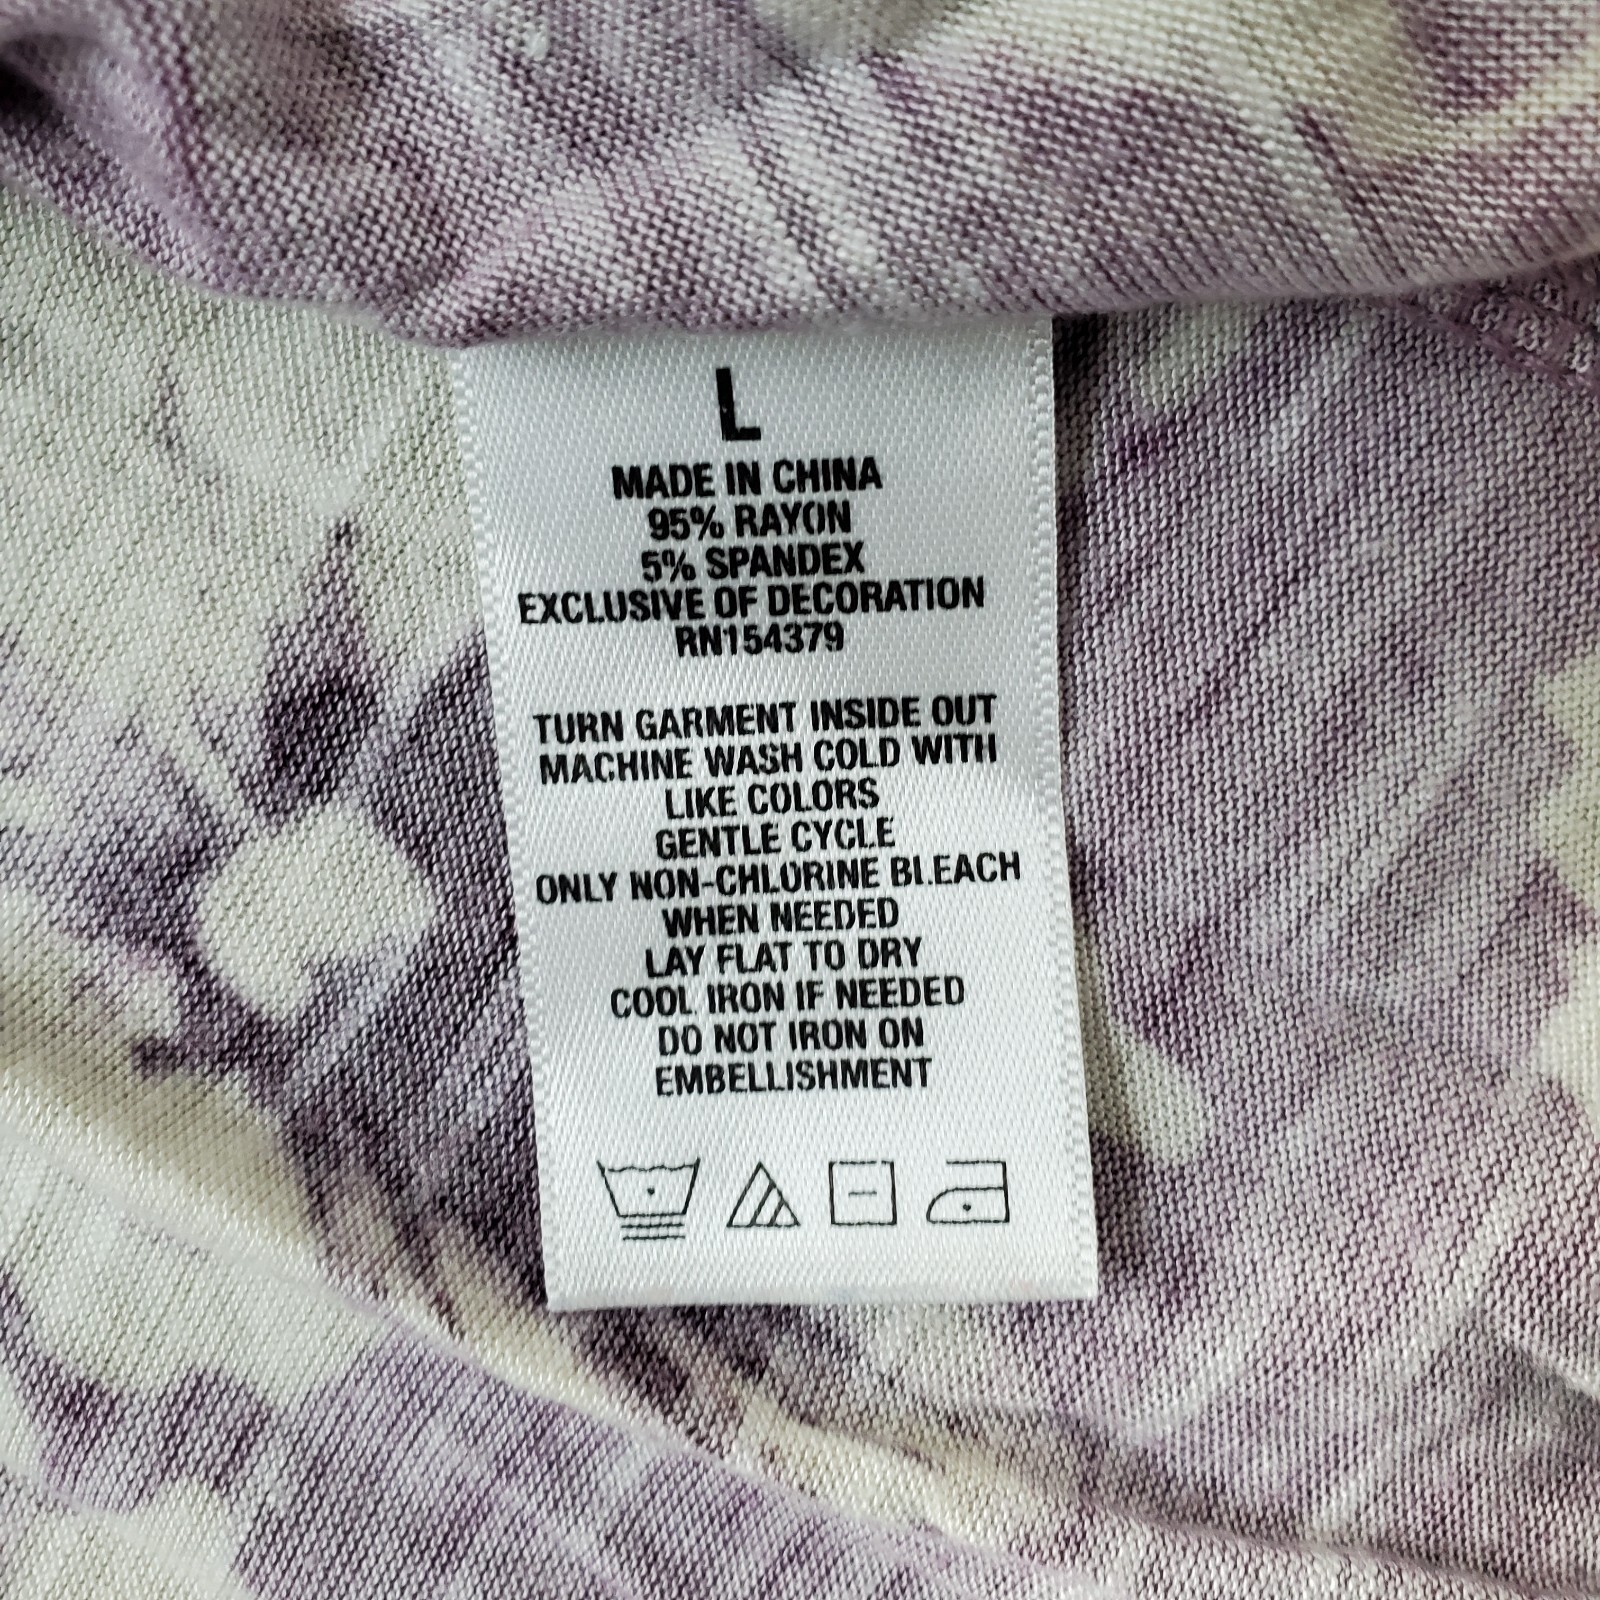 L
MADE IN CHINA
95% RAYON
5% SPANDEX
EXCLUSIVE OF DECORATION
RN154379
TURN GARMENT INSIDE OUT
MACHINE WASH COLD WITH
LIKE COLORS
GENTLE CYCLE
ONLY NON-CHLORINE BLEACH
WHEN NEEDED
LAY FLAT TO DRY
COOL IRON IF NEEDED
DO NOT IRON ON
EMBELLISHMENT